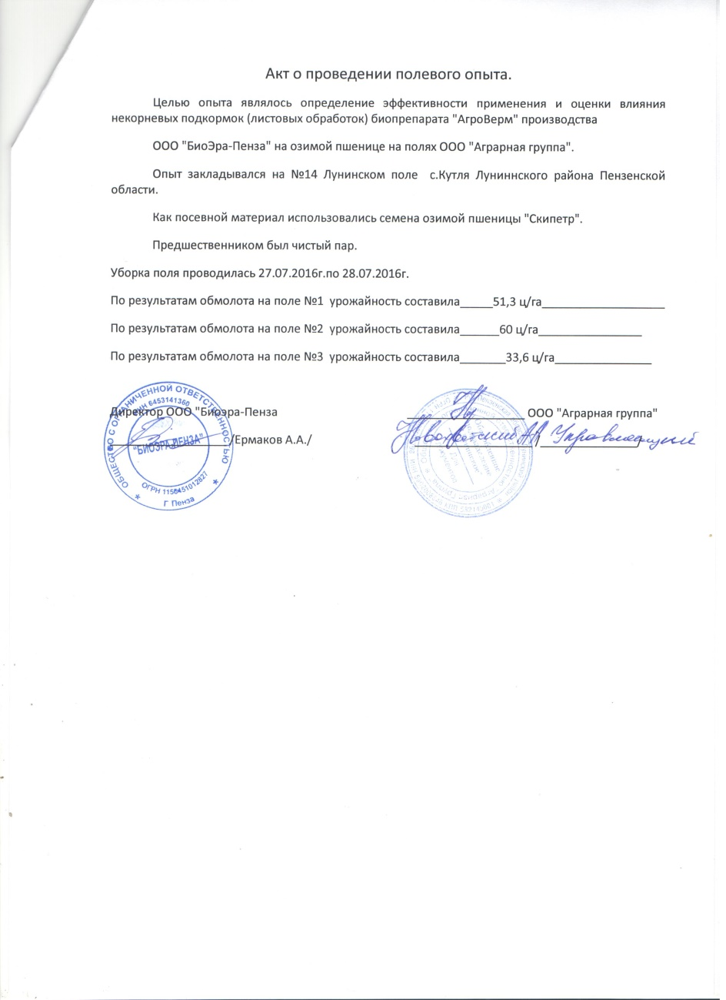 Акт о проведении полевого опыта.
Целью опыта являлось определение эффективности применения и оценки влияния
некорневых подкормок (листовых обработок) биопрепарата "АгроВерм" производства
ООО "БиоЭра-Пенза" на озимой пшенице на полях ООО "Аграрная группа".
Опыт закладывался на №14 Лунинском поле с.Кутля Луниннского района Пензенской
области.
Как посевной материал использовались семена озимой пшеницы "Скипетр".
Предшественником был чистый пар.
Уборка поля проводилась 27.07.2016г.по 28.07.2016г.
По результатам обмолота на поле №1 урожайность составила_____51,3 ц/га___________________
По результатам обмолота на поле №2 урожайность составила______60 ц/га________________
По результатам обмолота на поле №3 урожайность составила_______33,6 ц/га_______________
Директор ООО "Биоэра-Пенза
__________________/Ермаков А.А./
ОБЩЕСТВО С ОГРАНИЧЕННОЙ ОТВЕТСТВЕННОСТЬЮ
ИНН 6453141360
"БИОЭРА-ПЕНЗА"
ОГРН
Г Пенза
__________________ ООО "Аграрная группа"
Управляющий